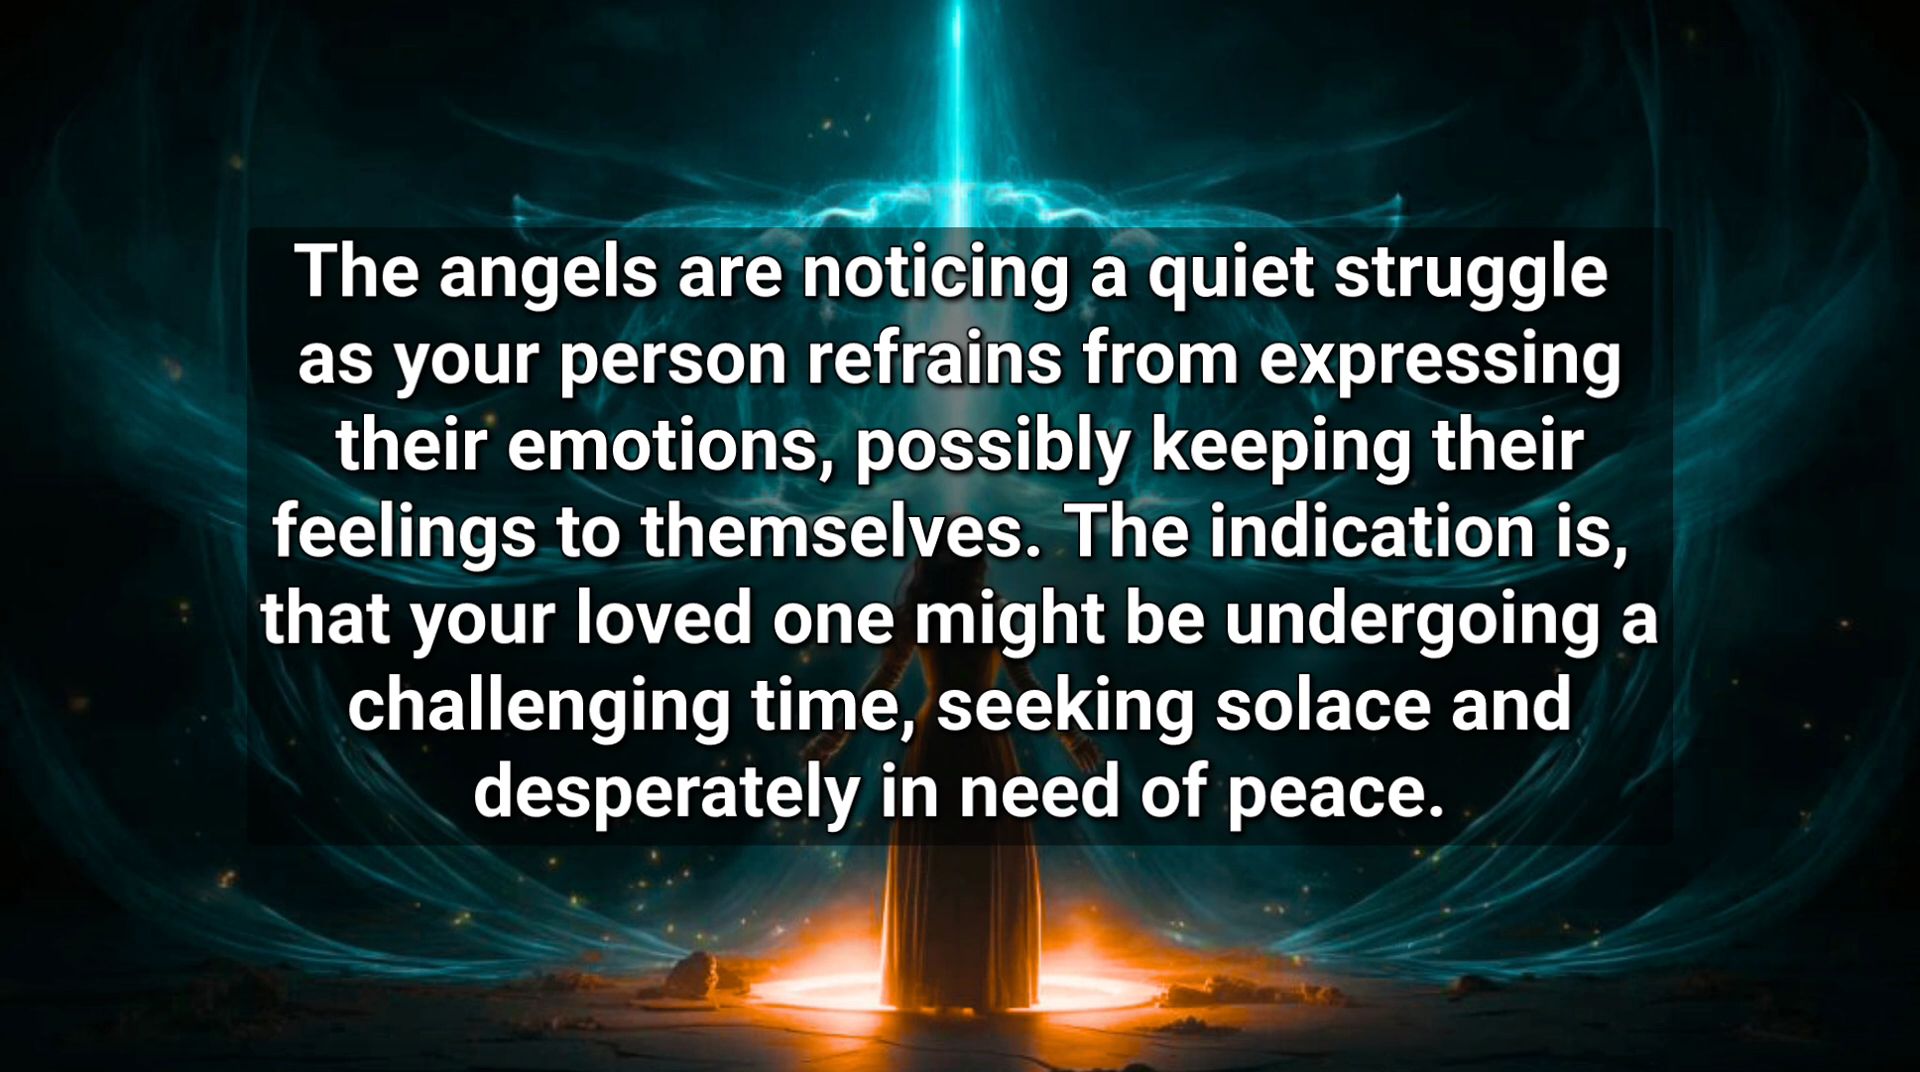 The angels are noticing a quiet struggle
as your person refrains from expressing
their emotions, possibly keeping their
feelings to themselves. The indication is,
that your loved one might be undergoing a
challenging time, seeking solace and
desperately in need of peace.